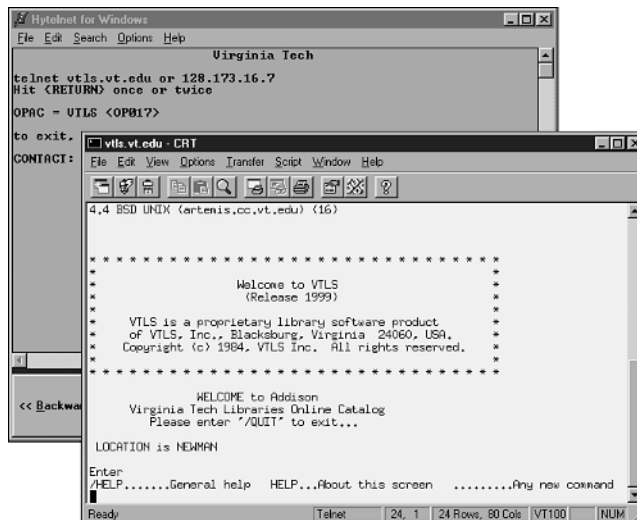 Hytelnet for Windows
File Edit Search Options Help
Virginia Tech
telnet vtls.vt.edu or 128.173.16.7
Hit <RETURN> once or twice
OPAC = VTLS <OP017>
to exit,
CONTACT:
<< Backwa
vtls.vt.edu - CRT
File Edit View Options Transfer Script Window Help
4.4 BSD UNIX (artemis.cc.vt.edu) (16)
* * * * * * * * * * * * * * * * * * * * * * * * * * * * * *
* *
* Welcome to VTLS *
* (Release 1999) *
* *
* VTLS is a proprietary library software product *
* of VTLS, Inc., Blacksburg, Virginia 24060, USA. *
* Copyright (c) 1984, VTLS Inc. All rights reserved. *
* *
* * * * * * * * * * * * * * * * * * * * * * * * * * * * * *
WELCOME to Addison
Virginia Tech Libraries Online Catalog
Please enter "/QUIT" to exit...
LOCATION is NEWMAN
Enter
/HELP.......General help HELP...About this screen .........Any new command
Ready Telnet 24, 1 24 Rows, 80 Cols VT100 NUM